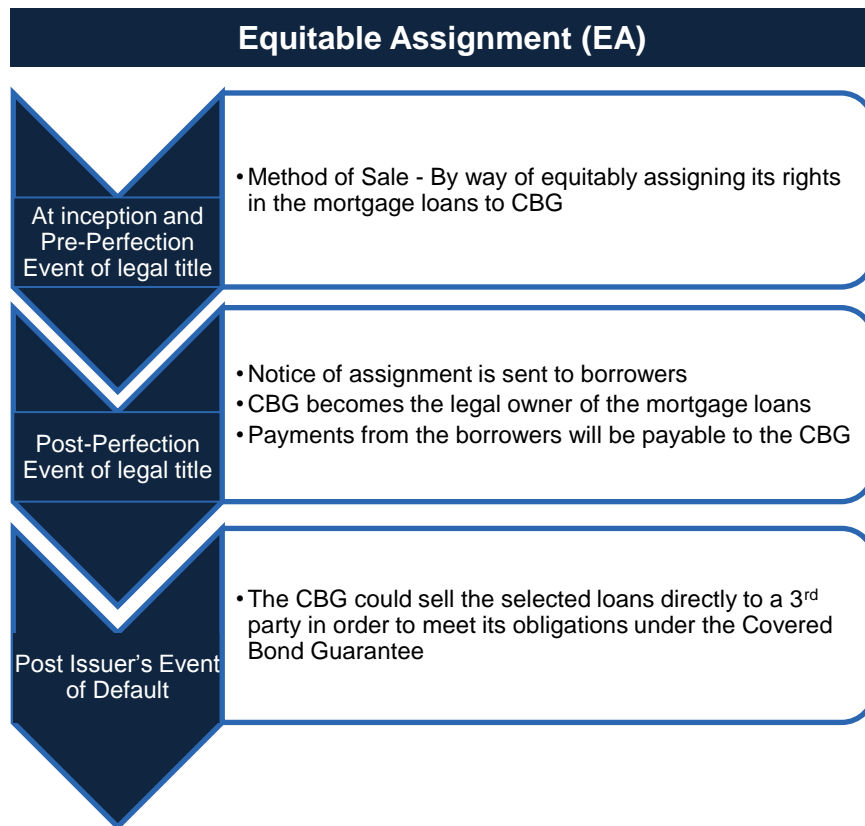 Equitable Assignment (EA)
At inception and
Pre-Perfection
Event of legal title
•Method of Sale - By way of equitably assigning its rights
in the mortgage loans to CBG
Post-Perfection
Event of legal title
•Notice of assignment is sent to borrowers
•CBG becomes the legal owner of the mortgage loans
•Payments from the borrowers will be payable to the CBG
Post Issuer's Event
of Default
•The CBG could sell the selected loans directly to a 3rd
party in order to meet its obligations under the Covered
Bond Guarantee